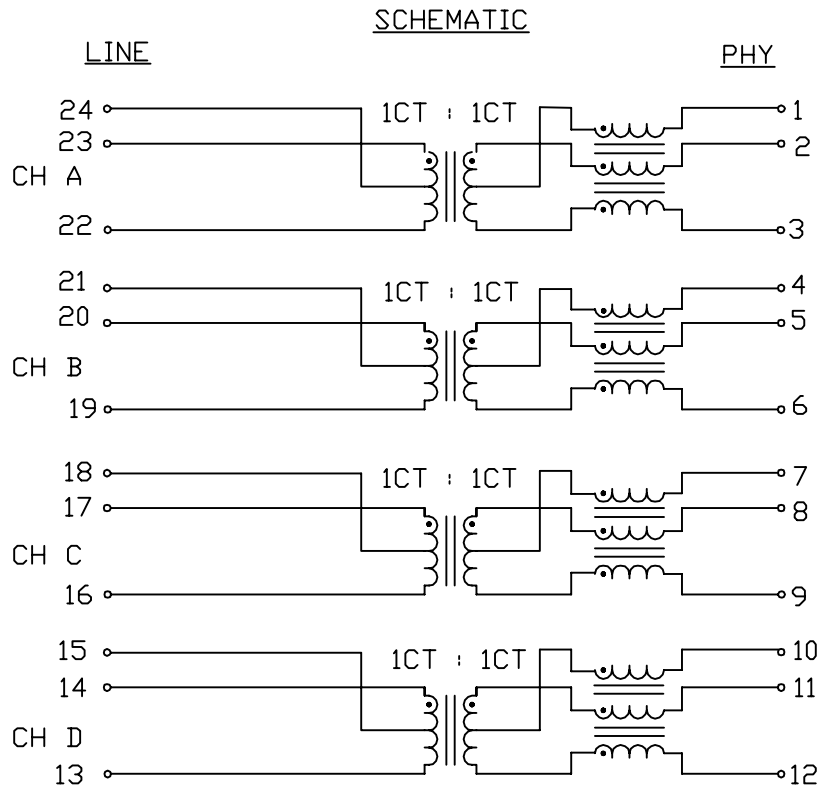 SCHEMATIC
LINE PHY
24 1CT : 1CT 1
23 2
CH A
22 3
21 1CT : 1CT 4
20 5
CH B
19 6
18 1CT : 1CT 7
17 8
CH C
16 9
15 1CT : 1CT 10
14 11
CH D
13 12